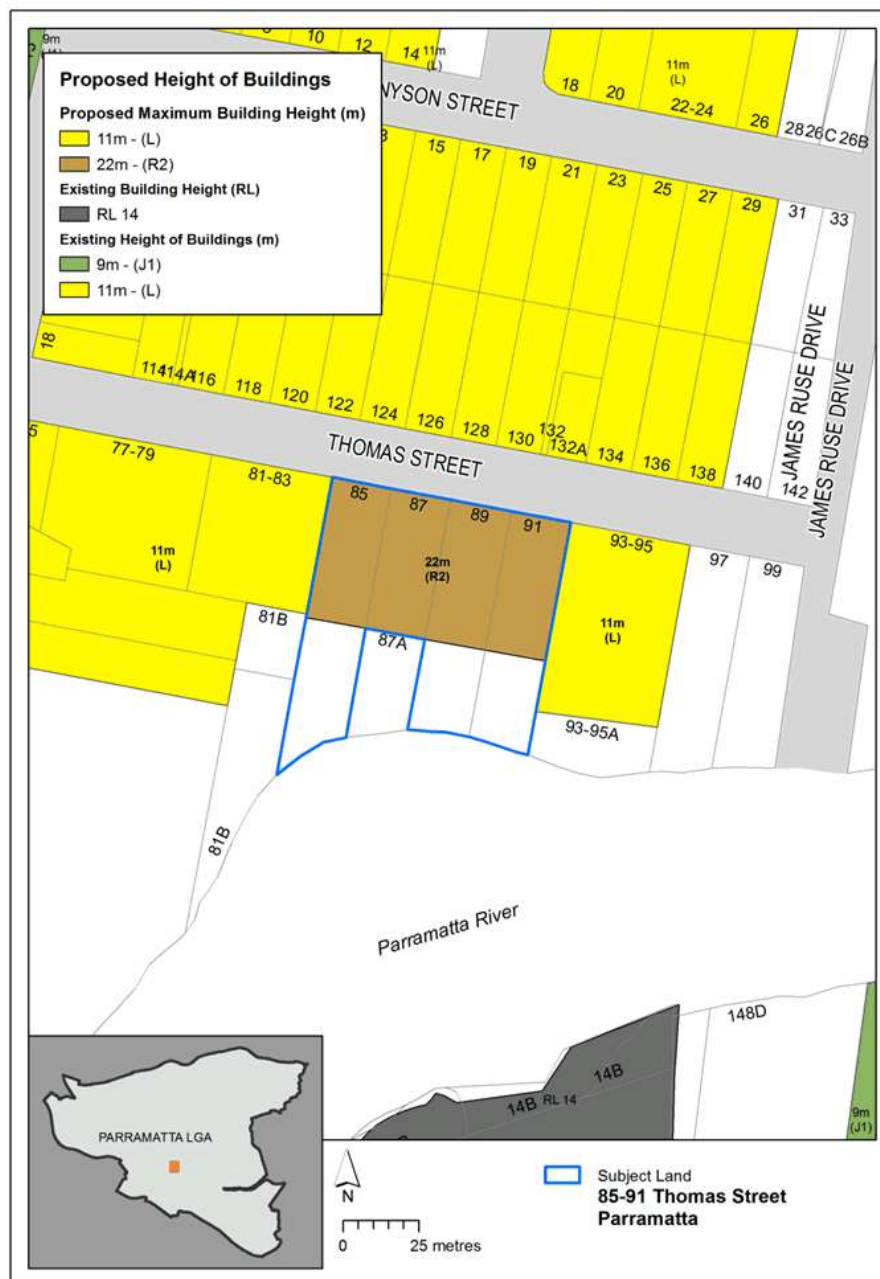 9m
(J1)
10
12
14
11m
(L)
18
20
11m
(L)
22-24
26
28
26C
26B
Proposed Height of Buildings
Proposed Maximum Building Height (m)
11m - (L)
22m - (R2)
Existing Building Height (RL)
RL 14
Existing Height of Buildings (m)
9m - (J1)
11m - (L)
NYSON STREET
15
17
19
21
23
25
27
29
31
33
18
114
114A
116
118
120
122
124
126
128
130
132
132A
134
136
138
140
142
JAMES RUSE DRIVE
JAMES RUSE DRIVE
THOMAS STREET
77-79
81-83
85
87
89
91
93-95
97
99
11m
(L)
22m
(R2)
11m
(L)
81B
87A
93-95A
81B
Parramatta River
148D
14B
14B
RL 14
9m
(J1)
PARRAMATTA LGA
N
0
25 metres
Subject Land
85-91 Thomas Street
Parramatta